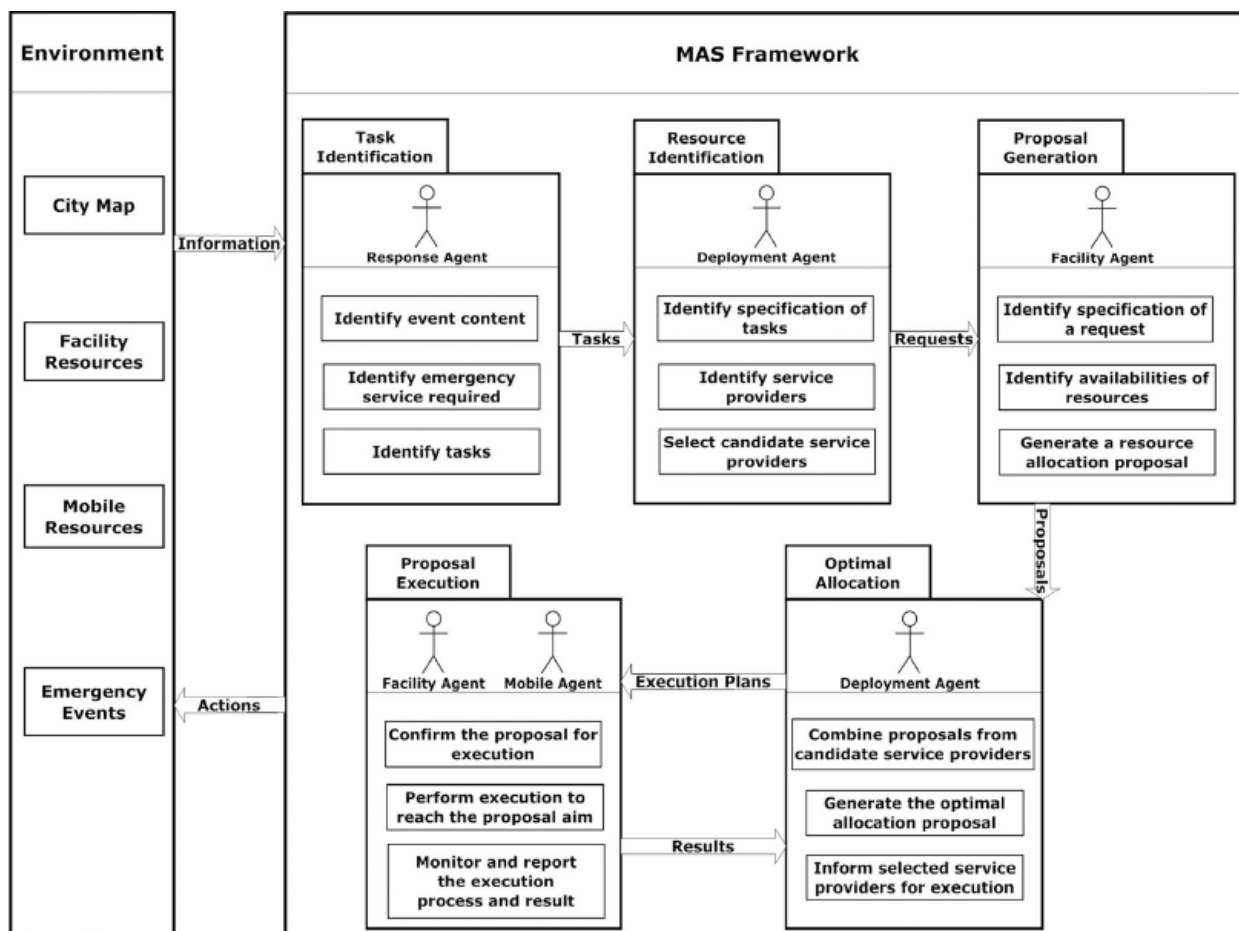 Environment
City Map
Facility
Resources
Mobile
Resources
Emergency
Events
Information
Actions
MAS Framework
Task
Identification
Response Agent
Identify event content
Identify emergency
service required
Identify tasks
Tasks
Resource
Identification
Deployment Agent
Identify specification of
tasks
Identify service
providers
Select candidate service
providers
Requests
Proposal
Generation
Facility Agent
Identify specification of
a request
Identify availabilities of
resources
Generate a resource
allocation proposal
Proposals
Optimal
Allocation
Deployment Agent
Combine proposals from
candidate service providers
Generate the optimal
allocation proposal
Inform selected service
providers for execution
Execution Plans
Results
Proposal
Execution
Facility Agent
Mobile Agent
Confirm the proposal for
execution
Perform execution to
reach the proposal aim
Monitor and report
the execution
process and result